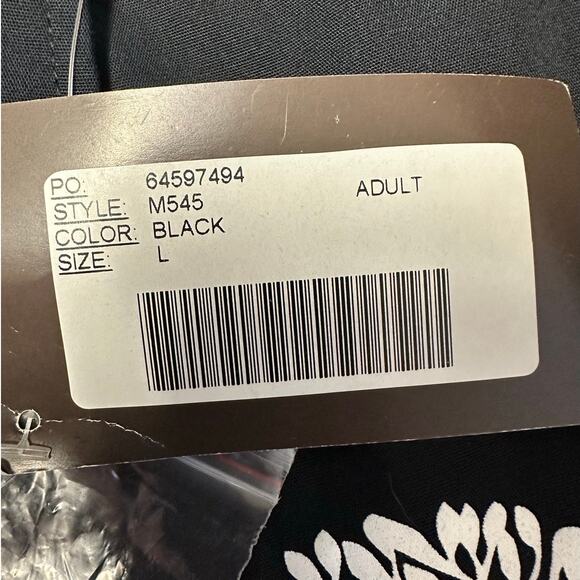 PO: 64597494 ADULT
STYLE: M545
COLOR: BLACK
SIZE: L